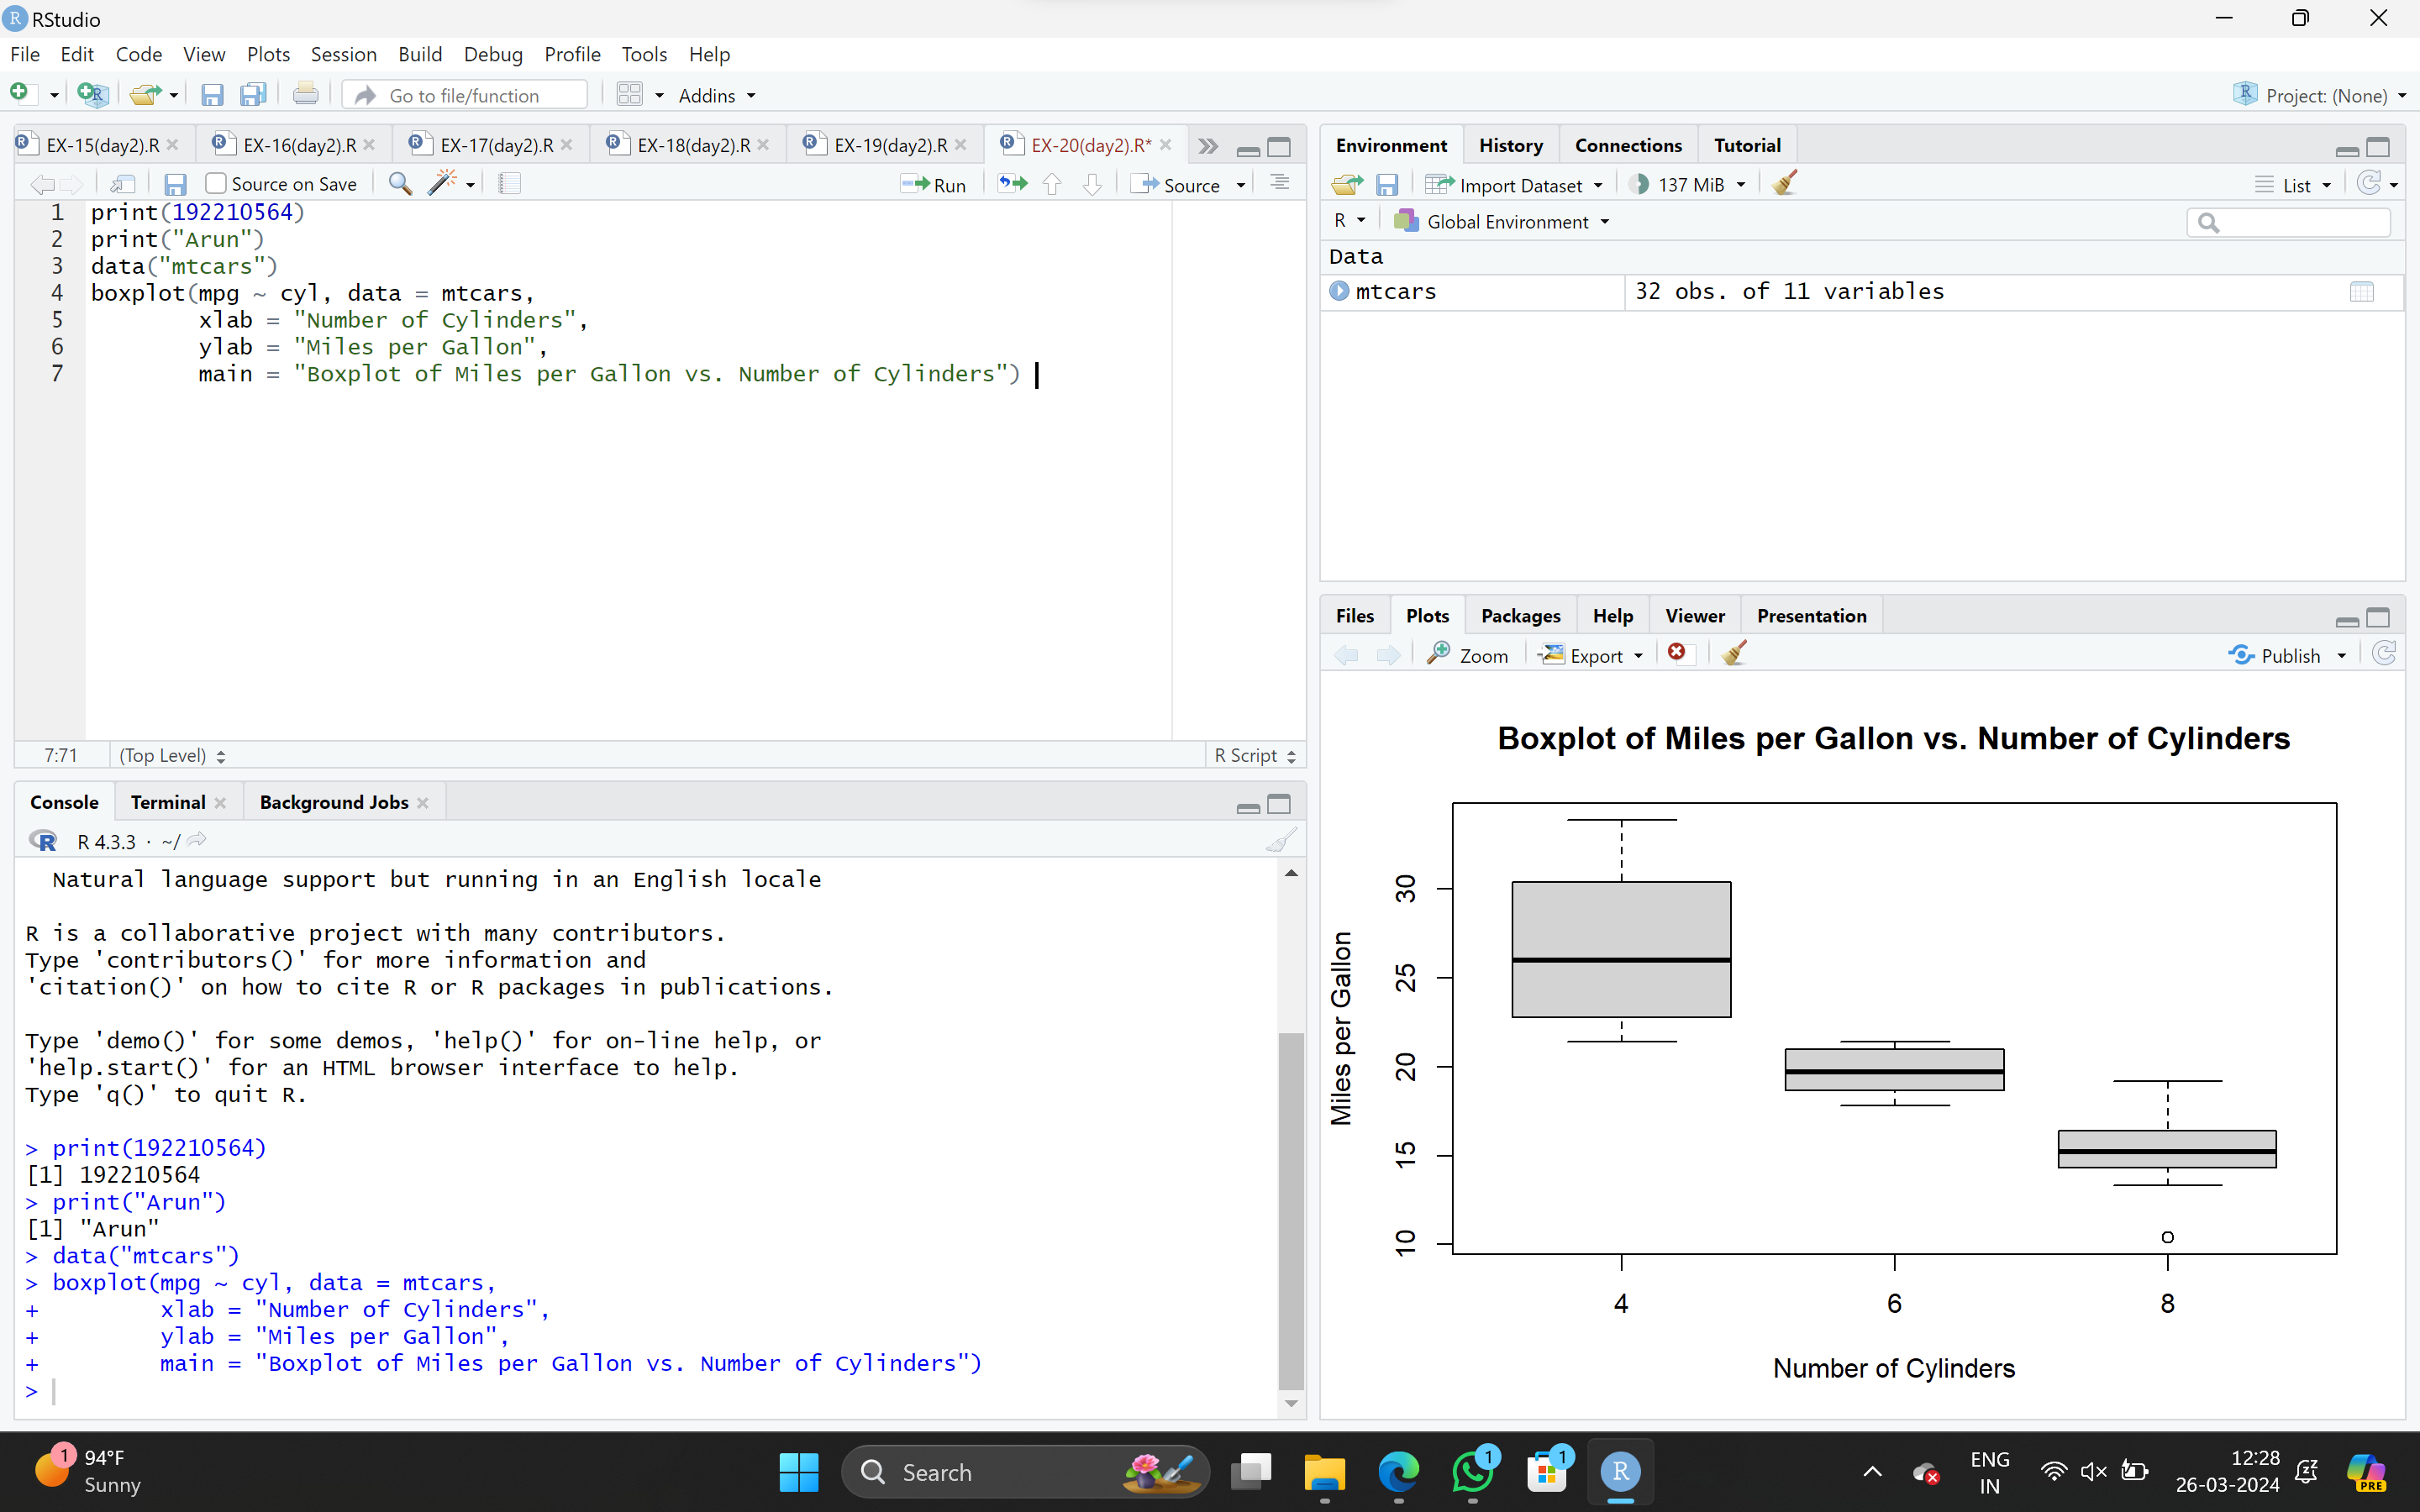 RStudio
File Edit Code View Plots Session Build Debug Profile Tools Help
Go to file/function Addins Project: (None)
EX-15(day2).R EX-16(day2).R EX-17(day2).R EX-18(day2).R EX-19(day2).R EX-20(day2).R*
Source on Save Run Source
1 print(192210564)
2 print("Arun")
3 data("mtcars")
4 boxplot(mpg ~ cyl, data = mtcars,
5 xlab = "Number of Cylinders",
6 ylab = "Miles per Gallon",
7 main = "Boxplot of Miles per Gallon vs. Number of Cylinders")
7:71 (Top Level) R Script
Console Terminal Background Jobs
R 4.3.3 · ~/
Natural language support but running in an English locale
R is a collaborative project with many contributors.
Type 'contributors()' for more information and
'citation()' on how to cite R or R packages in publications.
Type 'demo()' for some demos, 'help()' for on-line help, or
'help.start()' for an HTML browser interface to help.
Type 'q()' to quit R.
> print(192210564)
[1] 192210564
> print("Arun")
[1] "Arun"
> data("mtcars")
> boxplot(mpg ~ cyl, data = mtcars,
+ xlab = "Number of Cylinders",
+ ylab = "Miles per Gallon",
+ main = "Boxplot of Miles per Gallon vs. Number of Cylinders")
>
Environment History Connections Tutorial
Import Dataset 137 MiB List
R Global Environment
Data
mtcars 32 obs. of 11 variables
Files Plots Packages Help Viewer Presentation
Zoom Export Publish
Boxplot of Miles per Gallon vs. Number of Cylinders
Miles per Gallon
30
25
20
15
10
4 6 8
Number of Cylinders
1 94°F
Sunny
Search
1
1
R
ENG
IN
12:28
26-03-2024
PRE